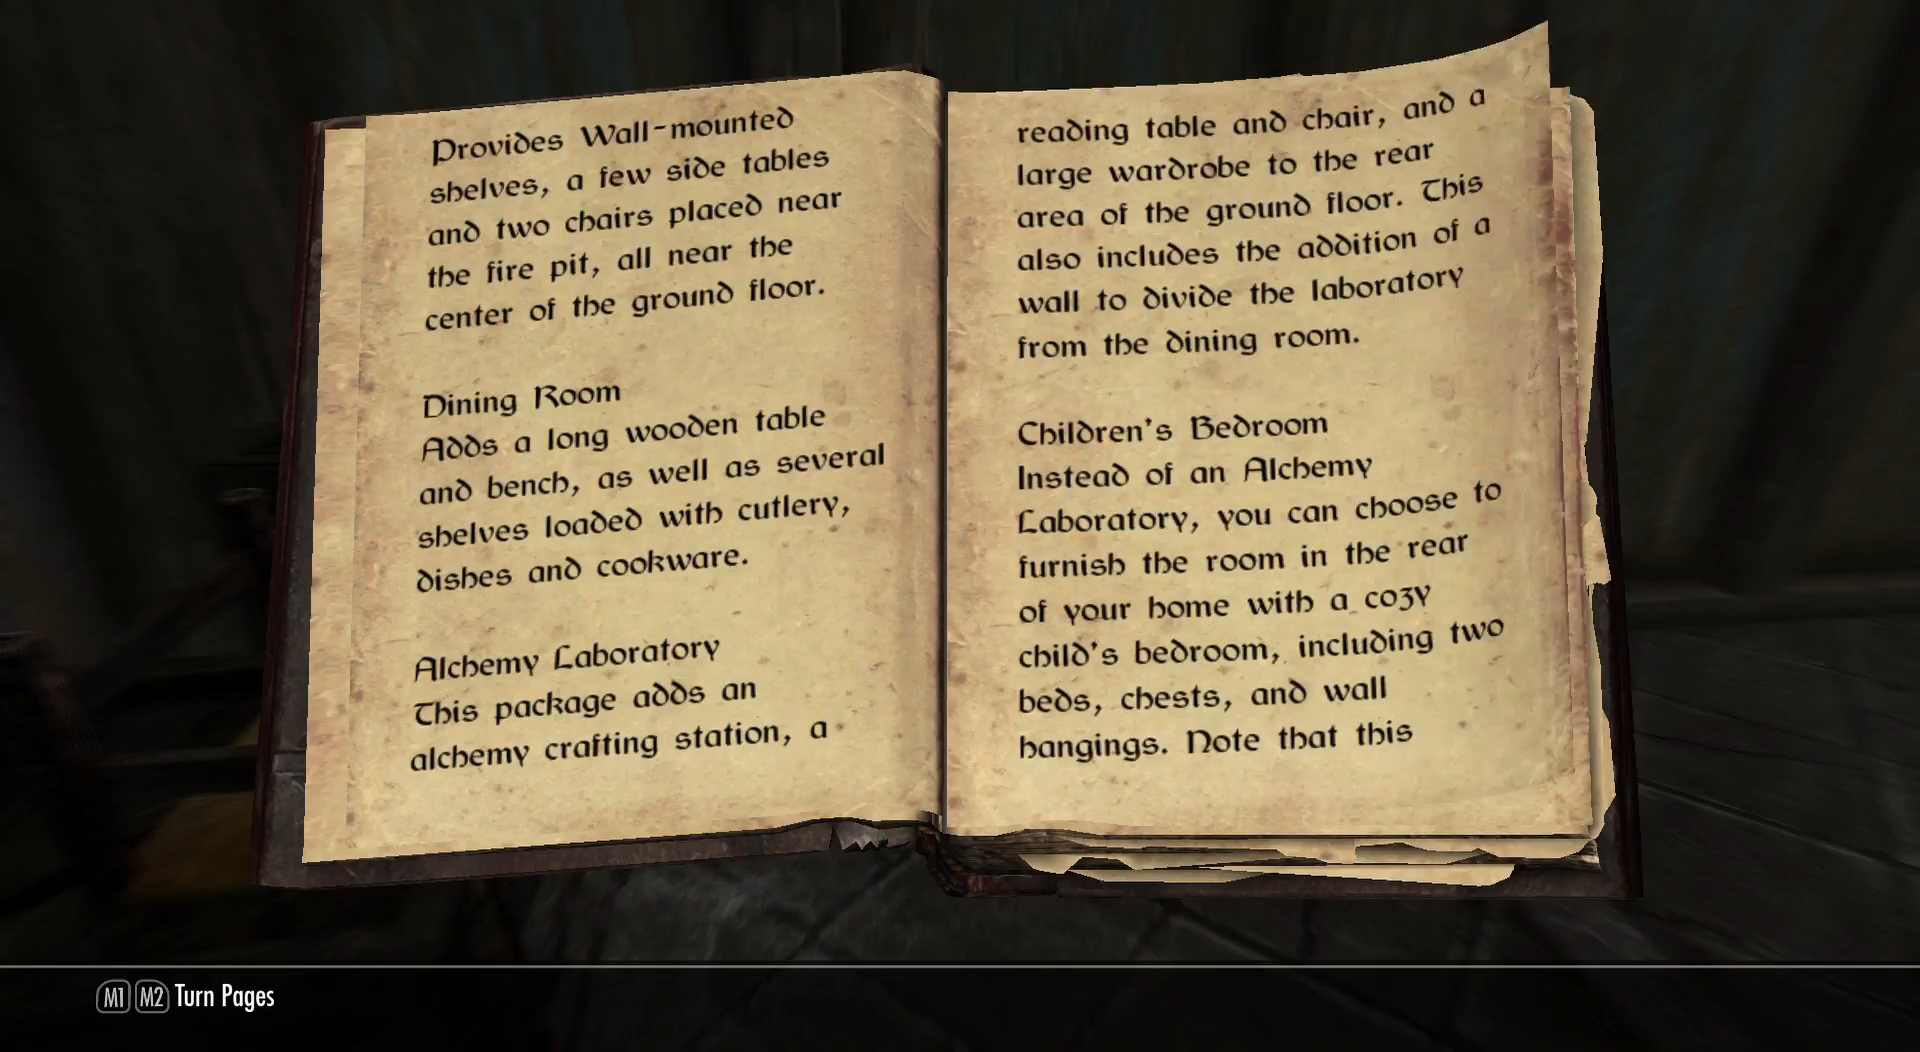 Provides Wall-mounted
shelves, a few side tables
and two chairs placed near
the fire pit, all near the
center of the ground floor.
Dining Room
Adds a long wooden table
and bench, as well as several
shelves loaded with cutlery,
dishes and cookware.
Alchemy Laboratory
This package adds an
alchemy crafting station, a
reading table and chair, and a
large wardrobe to the rear
area of the ground floor. This
also includes the addition of a
wall to divide the laboratory
from the dining room.
Children's Bedroom
Instead of an Alchemy
Laboratory, you can choose to
furnish the room in the rear
of your home with a cozy
child's bedroom, including two
beds, chests, and wall
hangings. Note that this
M1 M2 Turn Pages